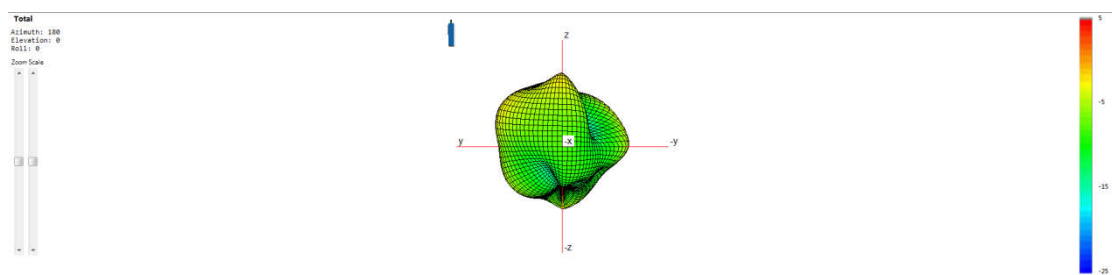 Total
Azimuth: 180
Elevation: 0
Roll: 0
Zoom Scale
z
y
-x
-y
-z
5
-5
-15
-25